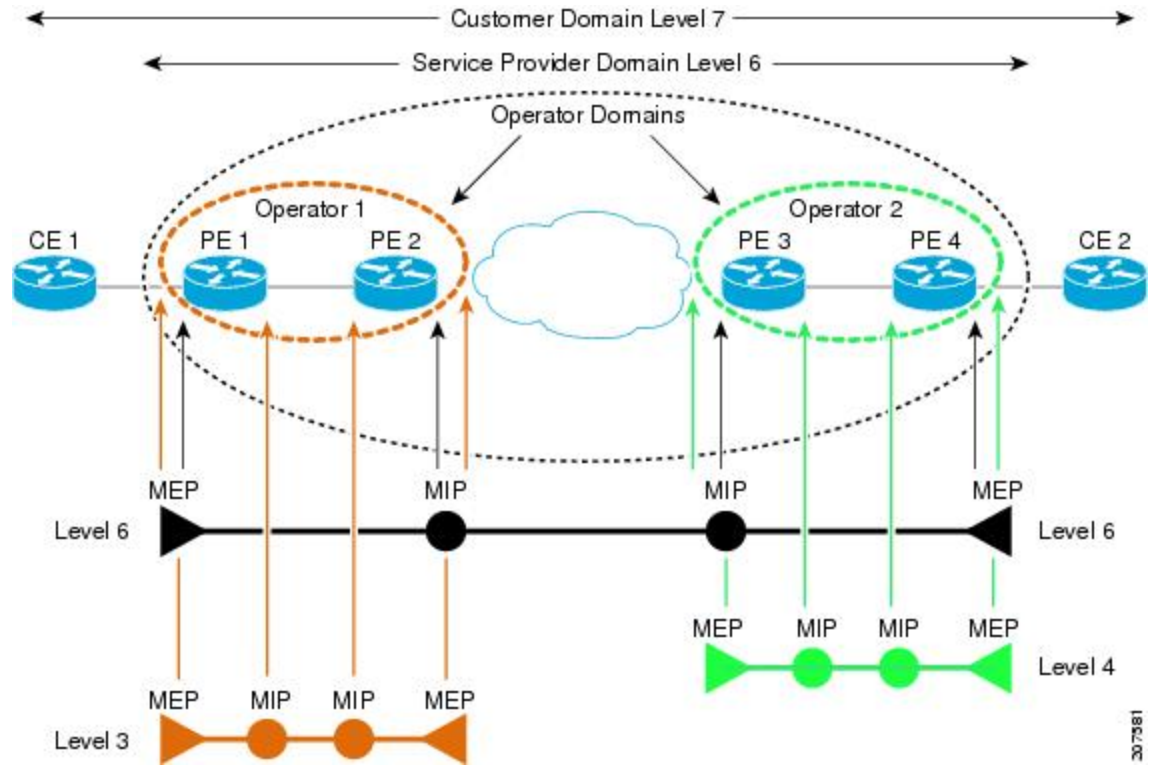 Customer Domain Level 7
Service Provider Domain Level 6
Operator Domains
Operator 1
Operator 2
CE 1
PE 1
PE 2
PE 3
PE 4
CE 2
MEP
MIP
MIP
MEP
Level 6
Level 6
MEP
MIP
MIP
MEP
Level 4
MEP
MIP
MIP
MEP
Level 3
207581